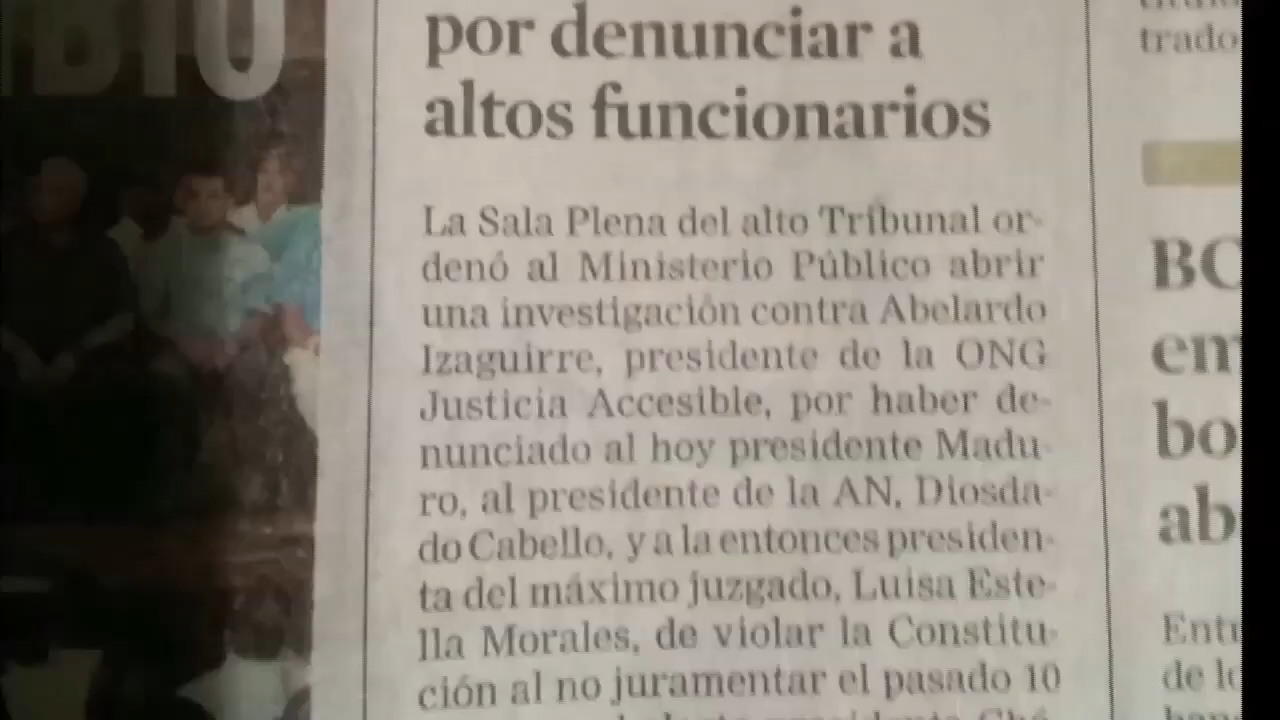 por denunciar a
altos funcionarios
La Sala Plena del alto Tribunal or-
denó al Ministerio Público abrir
una investigación contra Abelardo
Izaguirre, presidente de la ONG
Justicia Accesible, por haber de-
nunciado al hoy presidente Madu-
ro, al presidente de la AN, Diosda-
do Cabello, y a la entonces presiden-
ta del máximo juzgado, Luisa Este-
lla Morales, de violar la Constitu-
ción al no juramentar el pasado 10
trado
BC
em
bo
ab
Entr
de lo